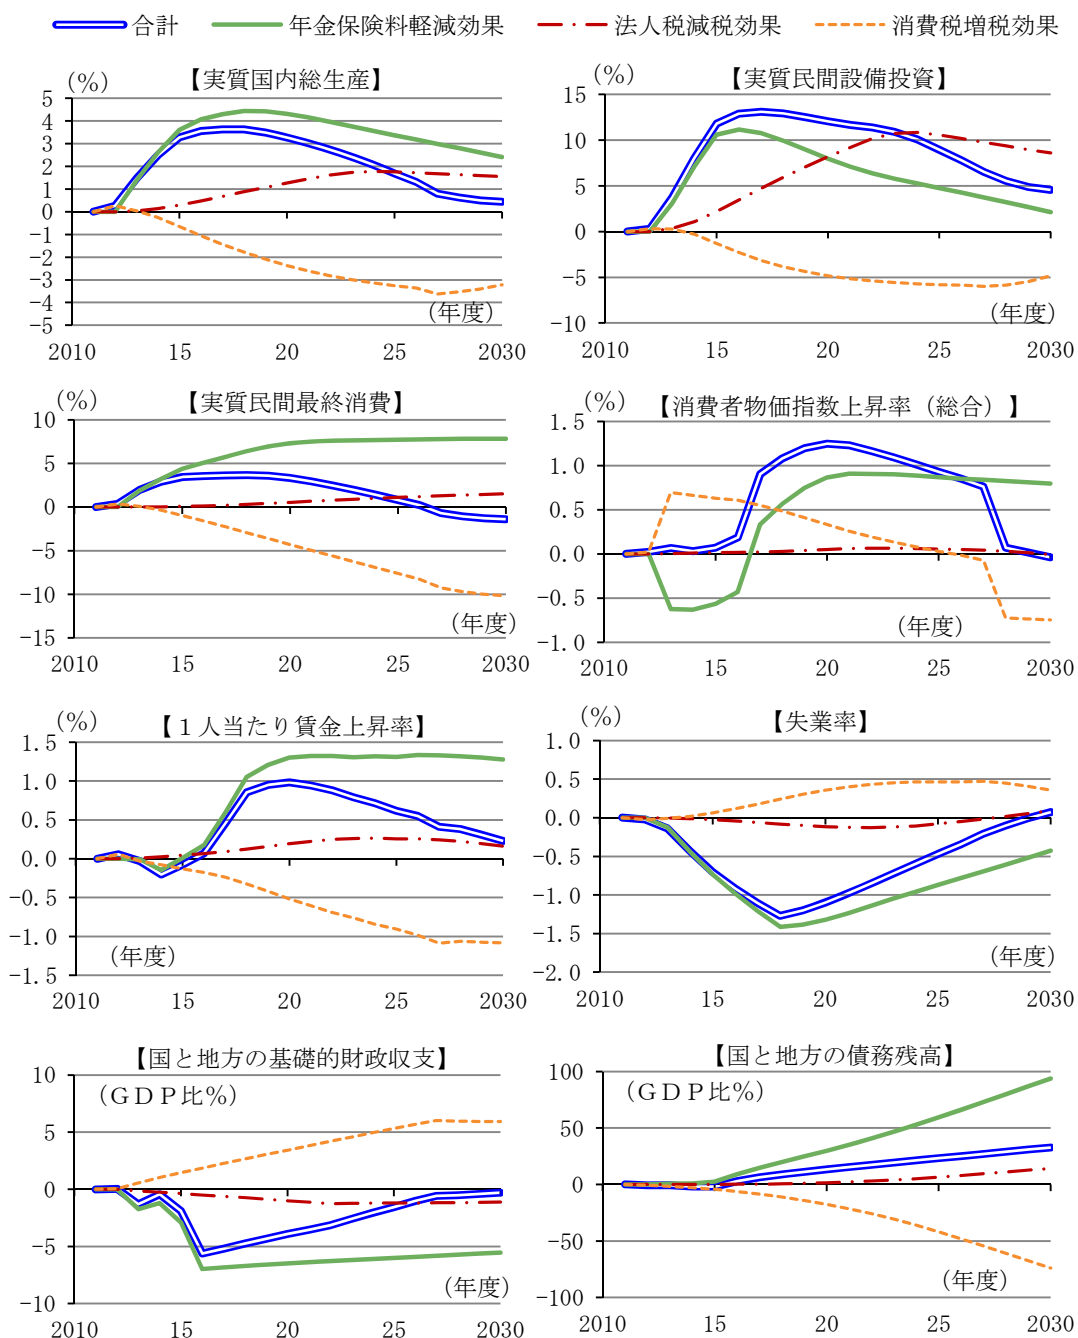 合計 年金保険料軽減効果 法人税減税効果 消費税増税効果
【実質国内総生産】
(%)
5
4
3
2
1
0
-1
-2
-3
-4
-5
(年度)
2010 15 20 25 2030
【実質民間設備投資】
(%)
15
10
5
0
-5
-10
(年度)
2010 15 20 25 2030
【実質民間最終消費】
(%)
10
5
0
-5
-10
-15
(年度)
2010 15 20 25 2030
【消費者物価指数上昇率（総合）】
(%)
1.5
1.0
0.5
0.0
-0.5
-1.0
(年度)
2010 15 20 25 2030
【１人当たり賃金上昇率】
(%)
1.5
1.0
0.5
0.0
-0.5
-1.0
-1.5
(年度)
2010 15 20 25 2030
【失業率】
(%)
1.0
0.5
0.0
-0.5
-1.0
-1.5
-2.0
(年度)
2010 15 20 25 2030
【国と地方の基礎的財政収支】
(ＧＤＰ比%)
10
5
0
-5
-10
(年度)
2010 15 20 25 2030
【国と地方の債務残高】
(ＧＤＰ比%)
100
50
0
-50
-100
(年度)
2010 15 20 25 2030